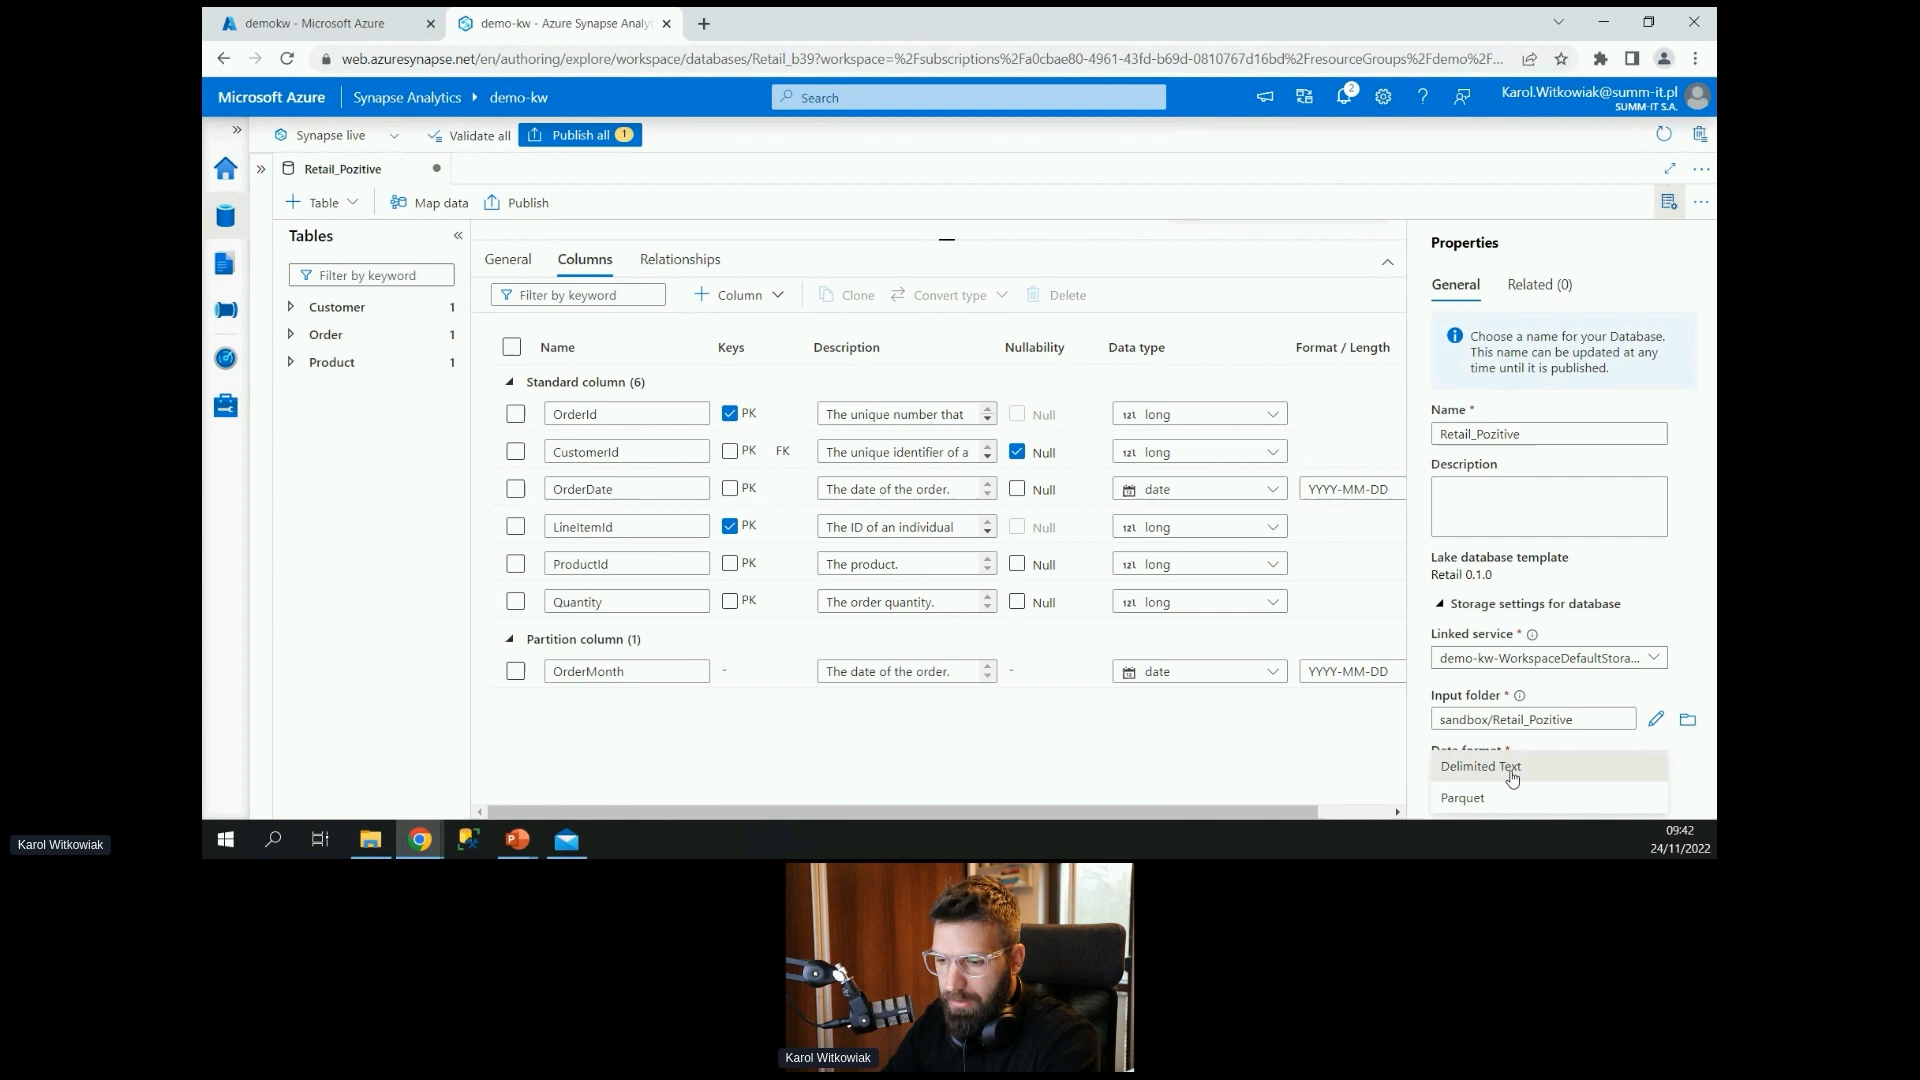 demokw - Microsoft Azure
demo-kw - Azure Synapse Analy
web.azuresynapse.net/en/authoring/explore/workspace/databases/Retail_b39?workspace=%2Fsubscriptions%2Fa0cbae80-4961-43fd-b69d-0810767d16bd%2FresourceGroups%2Fdemo%2F...
Microsoft Azure
Synapse Analytics
demo-kw
Search
2
Karol.Witkowiak@summ-it.pl
SUMM-IT S.A.
Synapse live
Validate all
Publish all 1
Retail_Pozitive
Table
Map data
Publish
Tables
Filter by keyword
Customer 1
Order 1
Product 1
General
Columns
Relationships
Filter by keyword
Column
Clone
Convert type
Delete
Name Keys Description Nullability Data type Format / Length
Standard column (6)
OrderId PK The unique number that Null 12l long
CustomerId PK FK The unique identifier of a Null 12l long
OrderDate PK The date of the order. Null date YYYY-MM-DD
LineItemId PK The ID of an individual Null 12l long
ProductId PK The product. Null 12l long
Quantity PK The order quantity. Null 12l long
Partition column (1)
OrderMonth - The date of the order. - date YYYY-MM-DD
Properties
General
Related (0)
Choose a name for your Database.
This name can be updated at any
time until it is published.
Name *
Retail_Pozitive
Description
Lake database template
Retail 0.1.0
Storage settings for database
Linked service *
demo-kw-WorkspaceDefaultStora...
Input folder *
sandbox/Retail_Pozitive
Data format *
Delimited Text
Parquet
09:42
24/11/2022
Karol Witkowiak
Karol Witkowiak